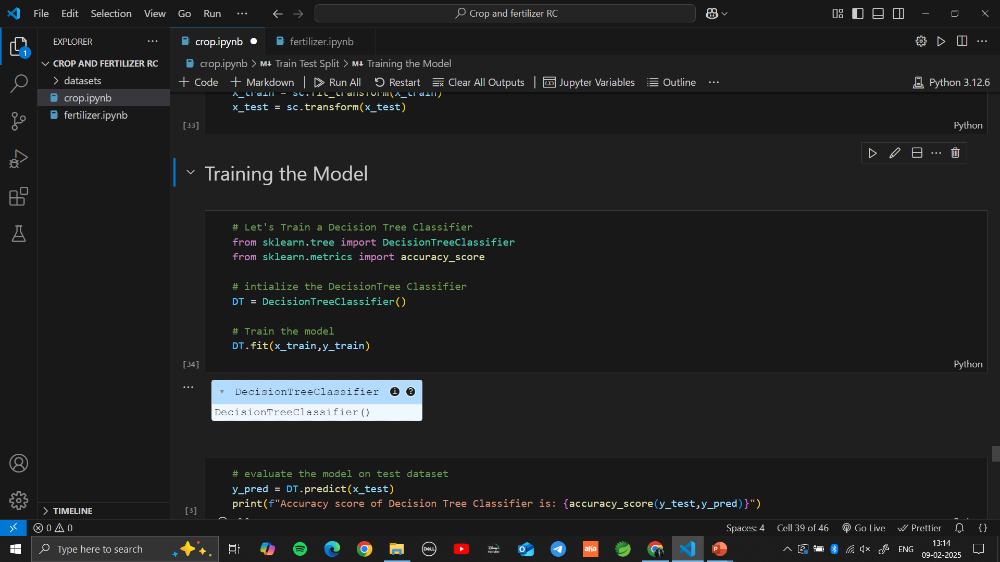 File Edit Selection View Go Run ··· Crop and fertilizer RC
EXPLORER ···
1
CROP AND FERTILIZER RC
datasets
crop.ipynb
fertilizer.ipynb
TIMELINE
crop.ipynb fertilizer.ipynb
crop.ipynb > M↓ Train Test Split > M↓ Training the Model
+ Code + Markdown Run All Restart Clear All Outputs Jupyter Variables Outline ··· Python 3.12.6
x_train = sc.fit_transform(x_train)
x_test = sc.transform(x_test)
[33] Python
Training the Model
# Let's Train a Decision Tree Classifier
from sklearn.tree import DecisionTreeClassifier
from sklearn.metrics import accuracy_score
# intialize the DecisionTree Classifier
DT = DecisionTreeClassifier()
# Train the model
DT.fit(x_train,y_train)
[34] Python
DecisionTreeClassifier i ?
DecisionTreeClassifier()
# evaluate the model on test dataset
y_pred = DT.predict(x_test)
print(f"Accuracy score of Decision Tree Classifier is: {accuracy_score(y_test,y_pred)}")
[3]
0 0 Spaces: 4 Cell 39 of 46 Go Live Prettier {}
Type here to search DELL Disney+ hotstar aha P ENG
13:14
09-02-2025